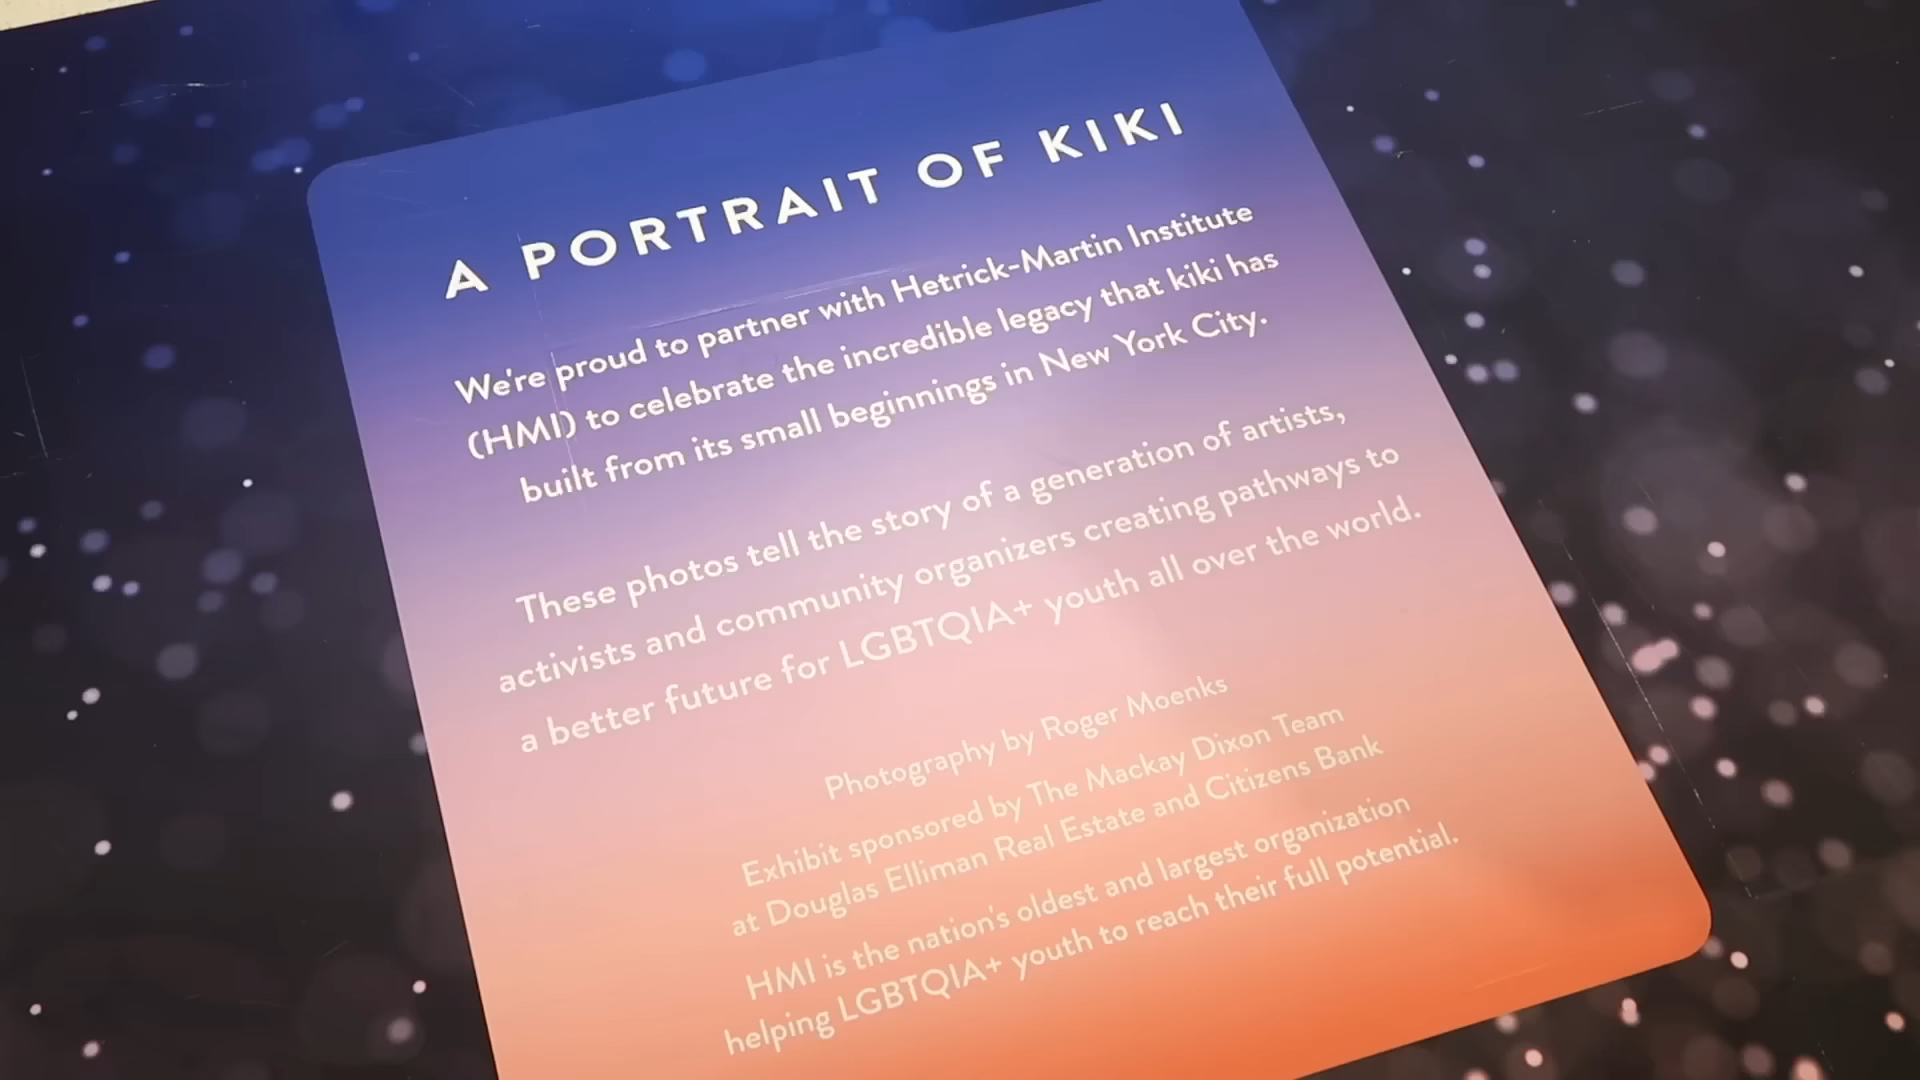 A PORTRAIT OF KIKI
We're proud to partner with Hetrick-Martin Institute
(HMI) to celebrate the incredible legacy that kiki has
built from its small beginnings in New York City.
These photos tell the story of a generation of artists,
activists and community organizers creating pathways to
a better future for LGBTQIA+ youth all over the world.
Photography by Roger Moenks
Exhibit sponsored by The Mackay Dixon Team
at Douglas Elliman Real Estate and Citizens Bank
HMI is the nation's oldest and largest organization
helping LGBTQIA+ youth to reach their full potential.